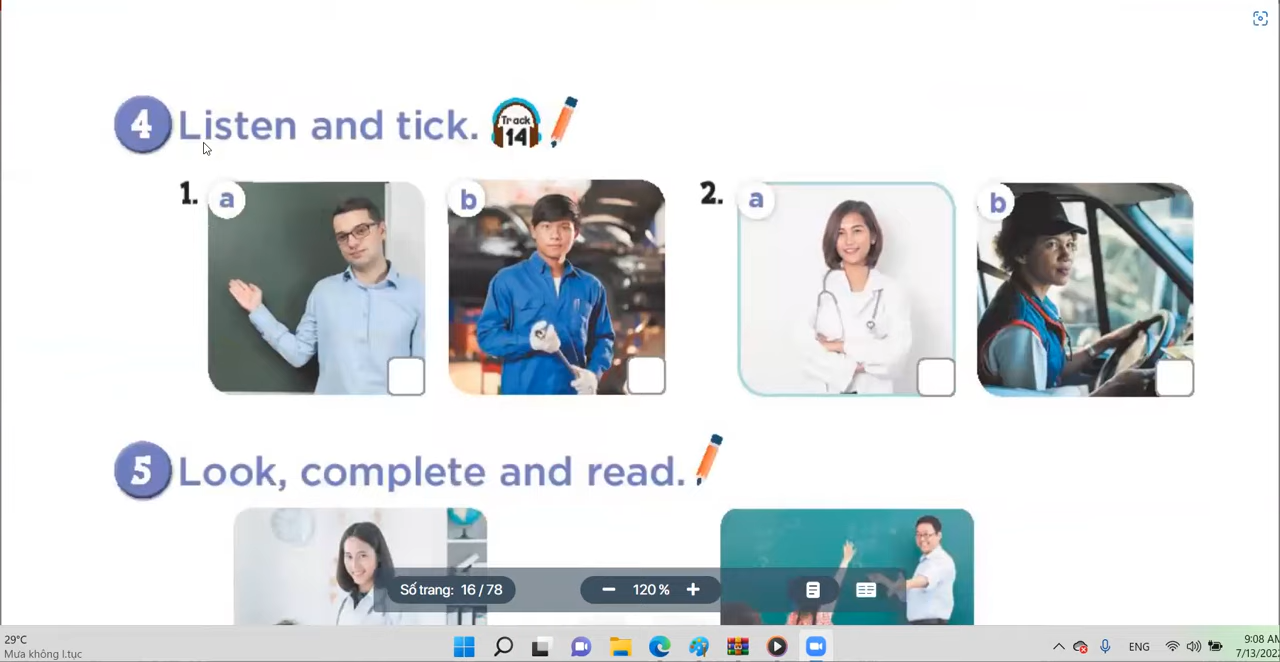 4 Listen and tick. Track 14
1. a b 2. a b
5 Look, complete and read.
Số trang: 16 / 78 120 %
29°C
Mưa không l.tục
ENG
9:08 AM
7/13/202